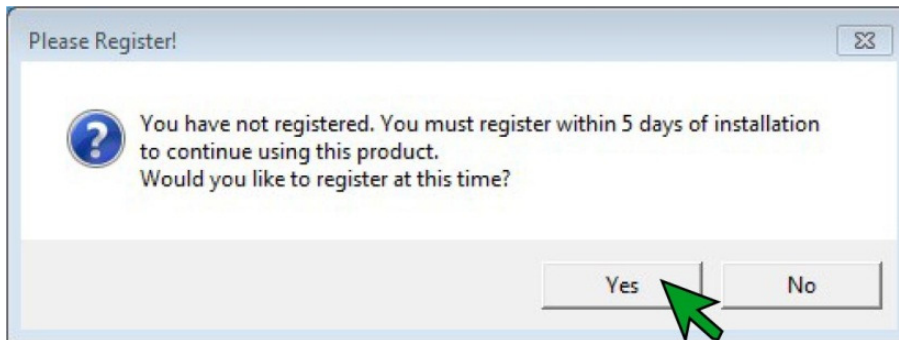 Please Register!
You have not registered. You must register within 5 days of installation
to continue using this product.
Would you like to register at this time?
Yes
No